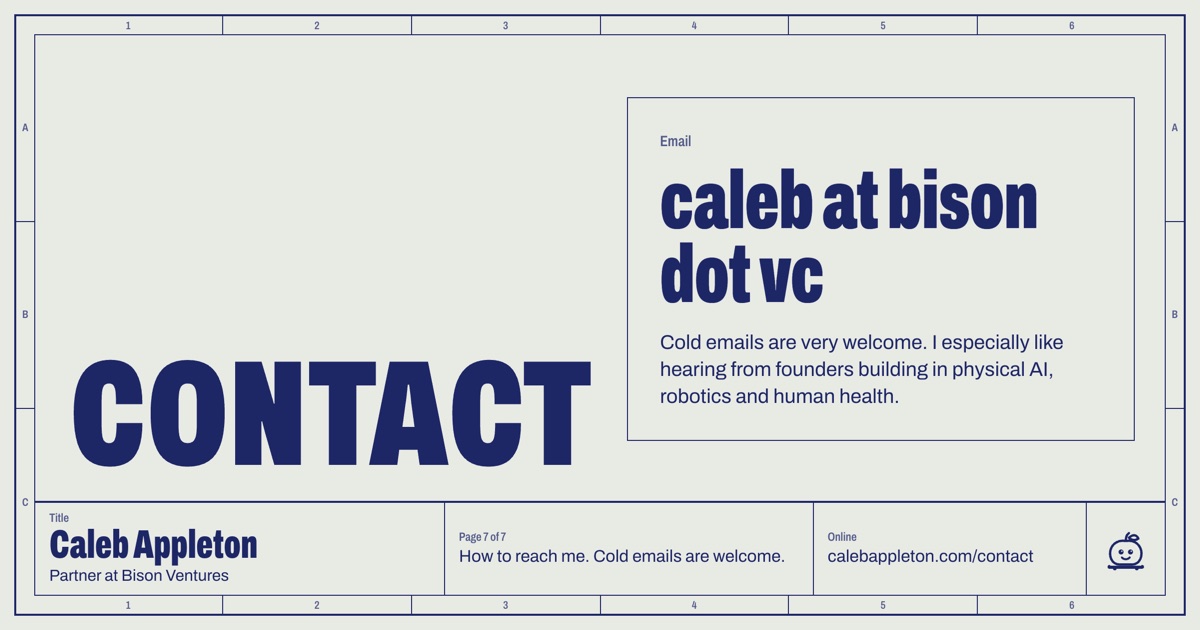 1 2 3 4 5 6
A A
Email
caleb at bison
dot vc
B B
Cold emails are very welcome. I especially like
hearing from founders building in physical AI,
robotics and human health.
CONTACT
C C
Title
Caleb Appleton
Partner at Bison Ventures
Page 7 of 7
How to reach me. Cold emails are welcome.
Online
calebappleton.com/contact
1 2 3 4 5 6